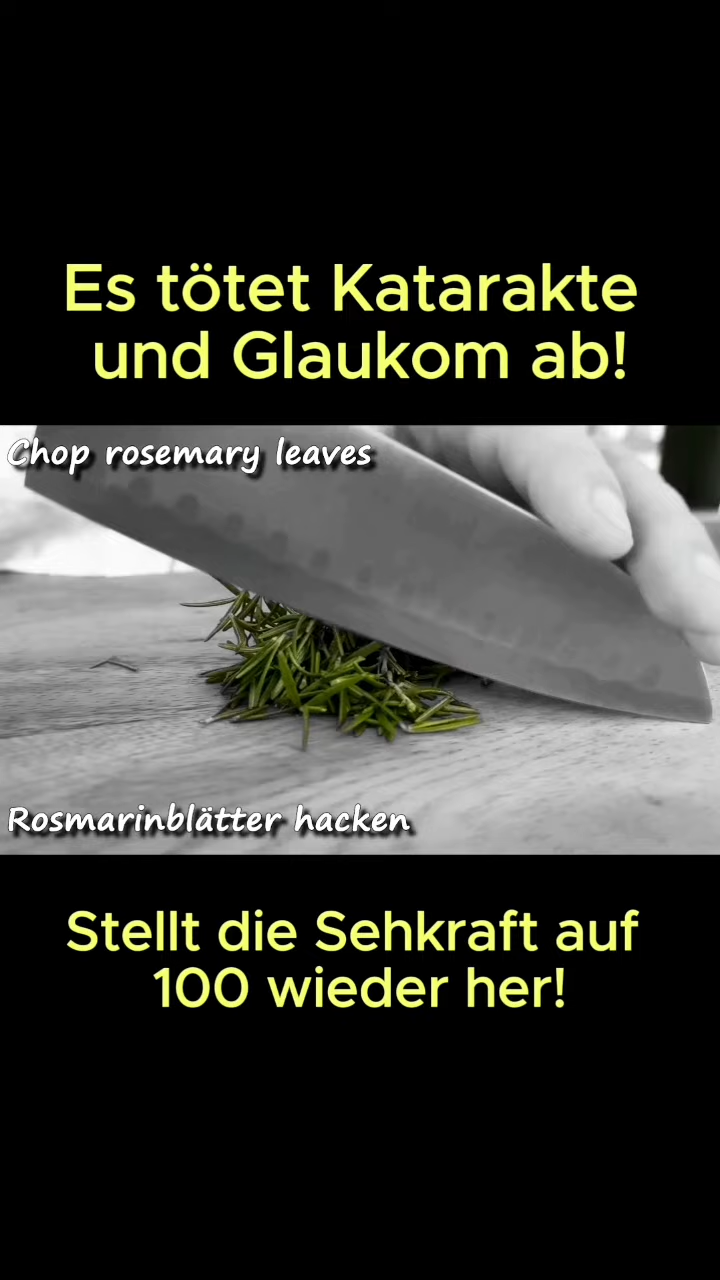 Es tötet Katarakte
und Glaukom ab!
Chop rosemary leaves
Rosmarinblätter hacken
Stellt die Sehkraft auf
100 wieder her!